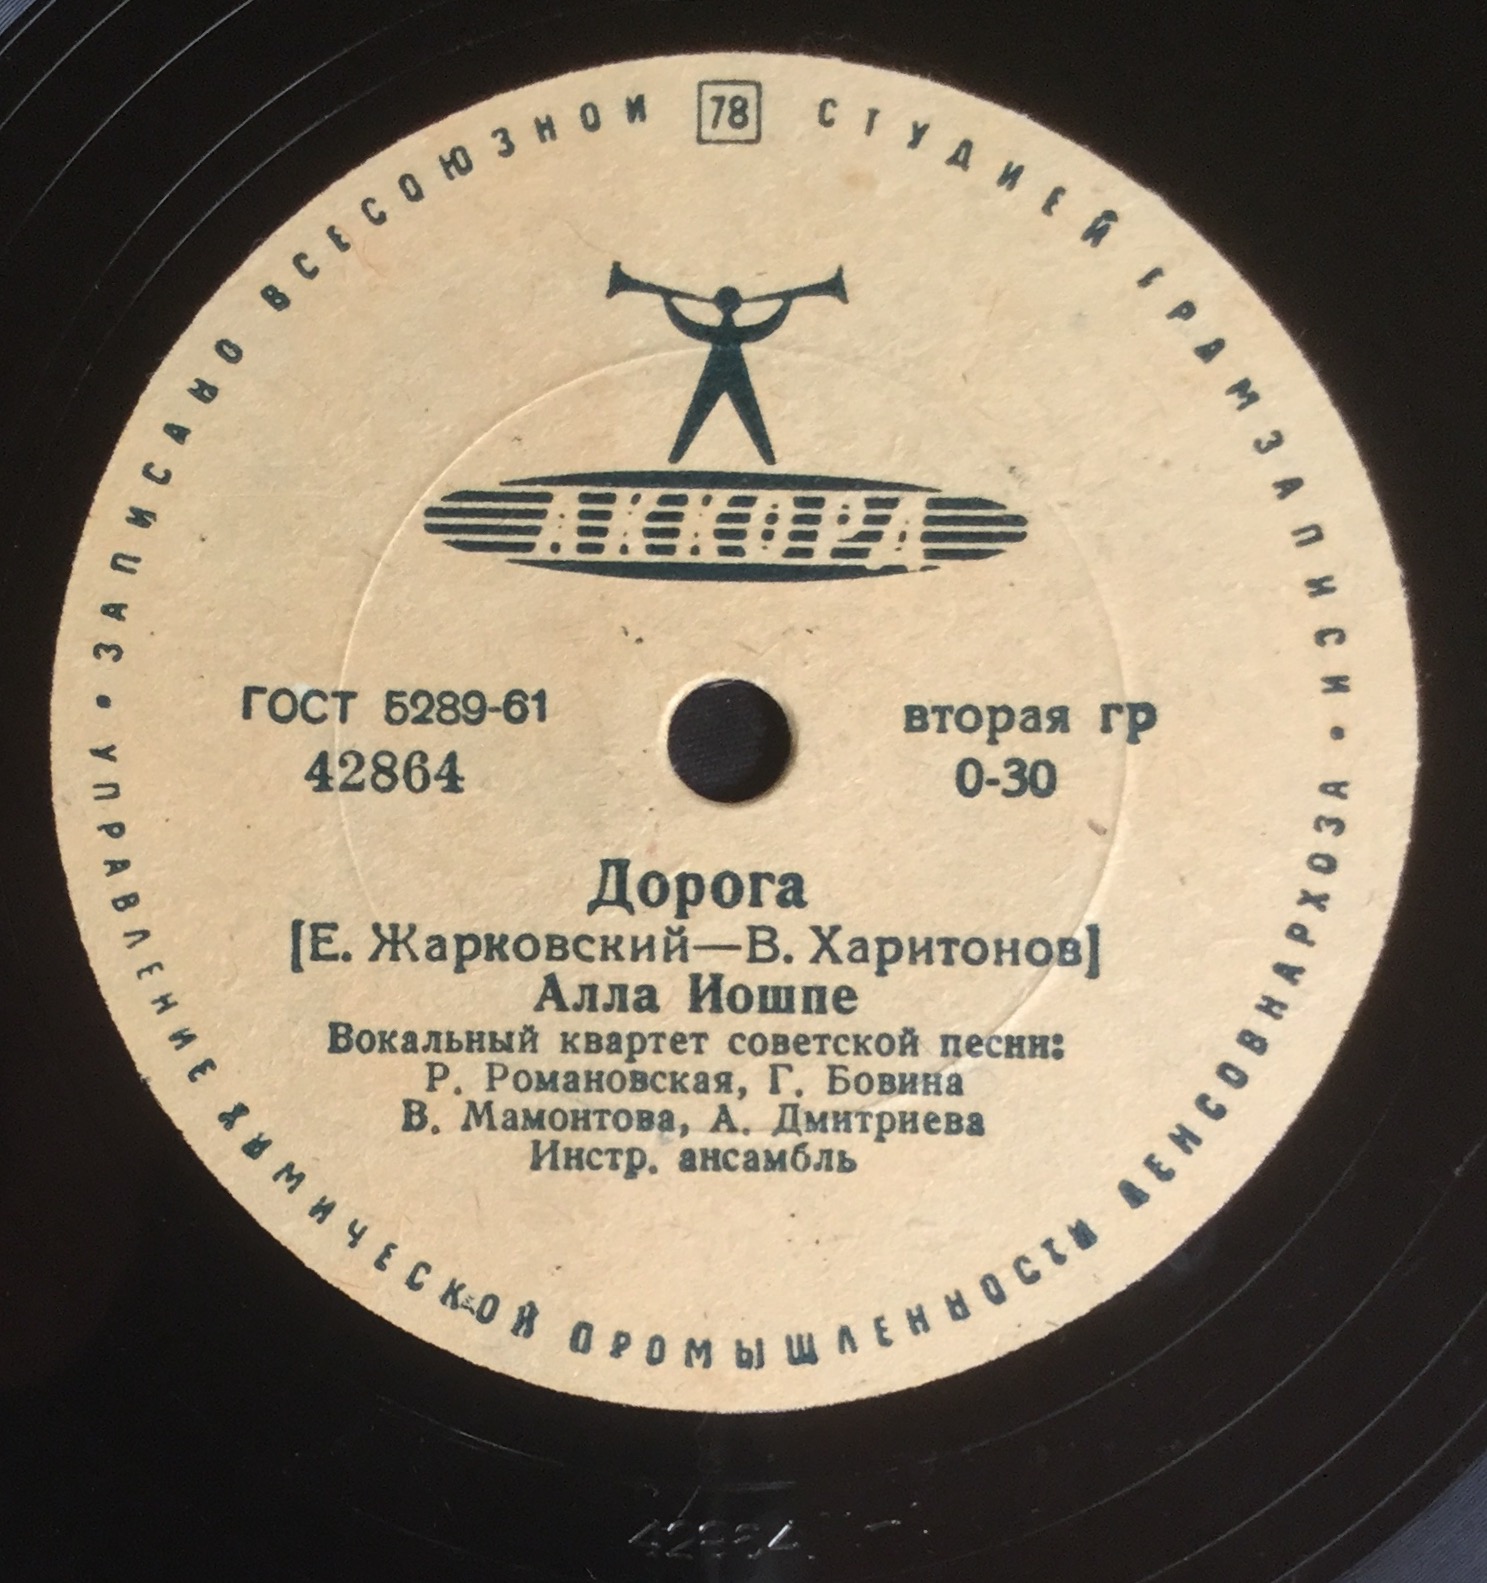 ЗАПИСАНО ВСЕСОЮЗНОЙ 78 СТУДИЕЙ ГРАМЗАПИСИ
АККОРД
ГОСТ 5289-61
42864
вторая гр
0-30
Дорога
[Е. Жарковский—В. Харитонов]
Алла Иошпе
Вокальный квартет советской песни:
Р. Романовская, Г. Бовина
В. Мамонтова, А. Дмитриева
Инстр. ансамбль
• УПРАВЛЕНИЕ ХИМИЧЕСКОЙ ПРОМЫШЛЕННОСТИ ЛЕНСОВНАРХОЗА •